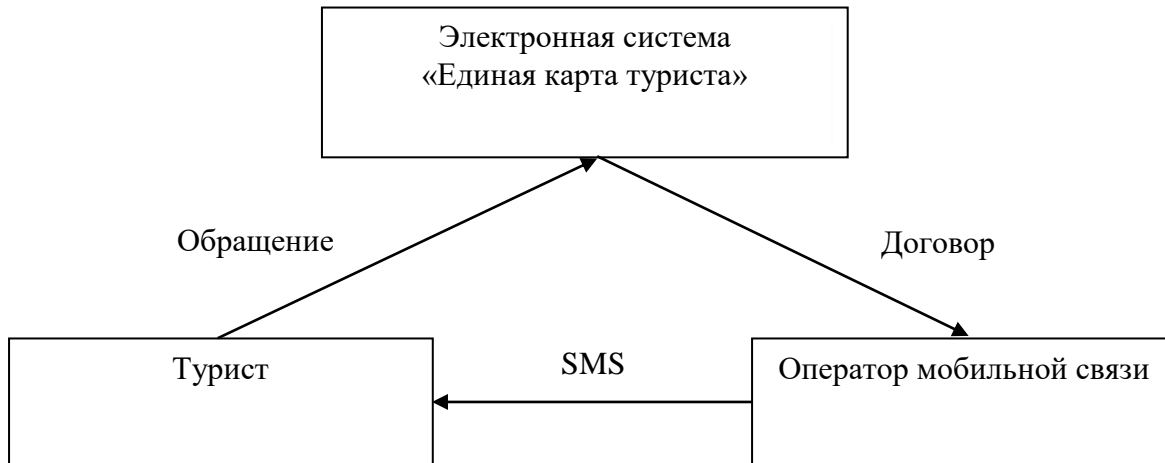 Электронная система
«Единая карта туриста»
Обращение
Договор
Турист
SMS
Оператор мобильной связи